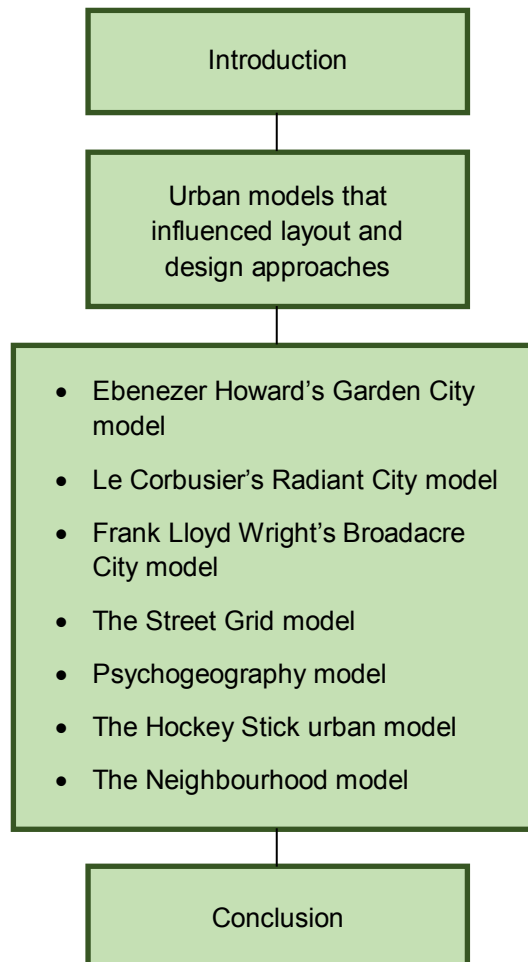 Introduction
Urban models that
influenced layout and
design approaches
• Ebenezer Howard’s Garden City
model
• Le Corbusier’s Radiant City model
• Frank Lloyd Wright’s Broadacre
City model
• The Street Grid model
• Psychogeography model
• The Hockey Stick urban model
• The Neighbourhood model
Conclusion